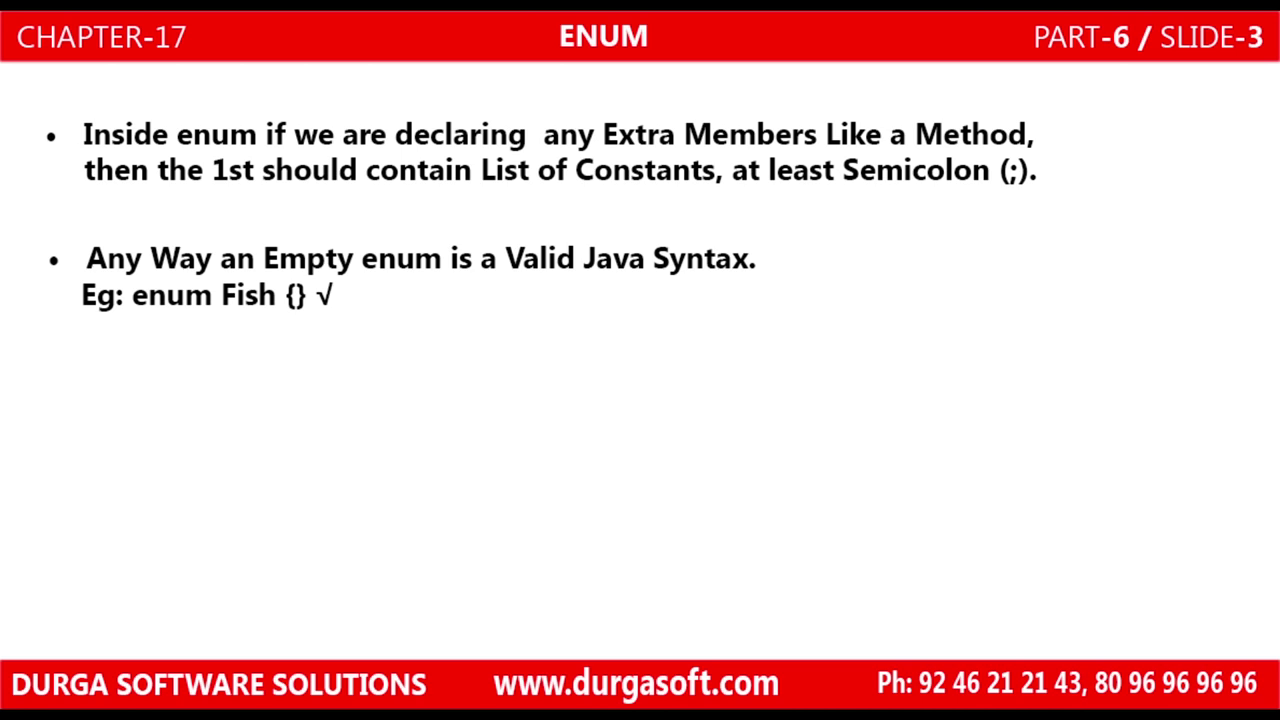 CHAPTER-17 ENUM PART-6 / SLIDE-3
• Inside enum if we are declaring any Extra Members Like a Method,
then the 1st should contain List of Constants, at least Semicolon (;).
• Any Way an Empty enum is a Valid Java Syntax.
Eg: enum Fish {} √
DURGA SOFTWARE SOLUTIONS www.durgasoft.com Ph: 92 46 21 21 43, 80 96 96 96 96